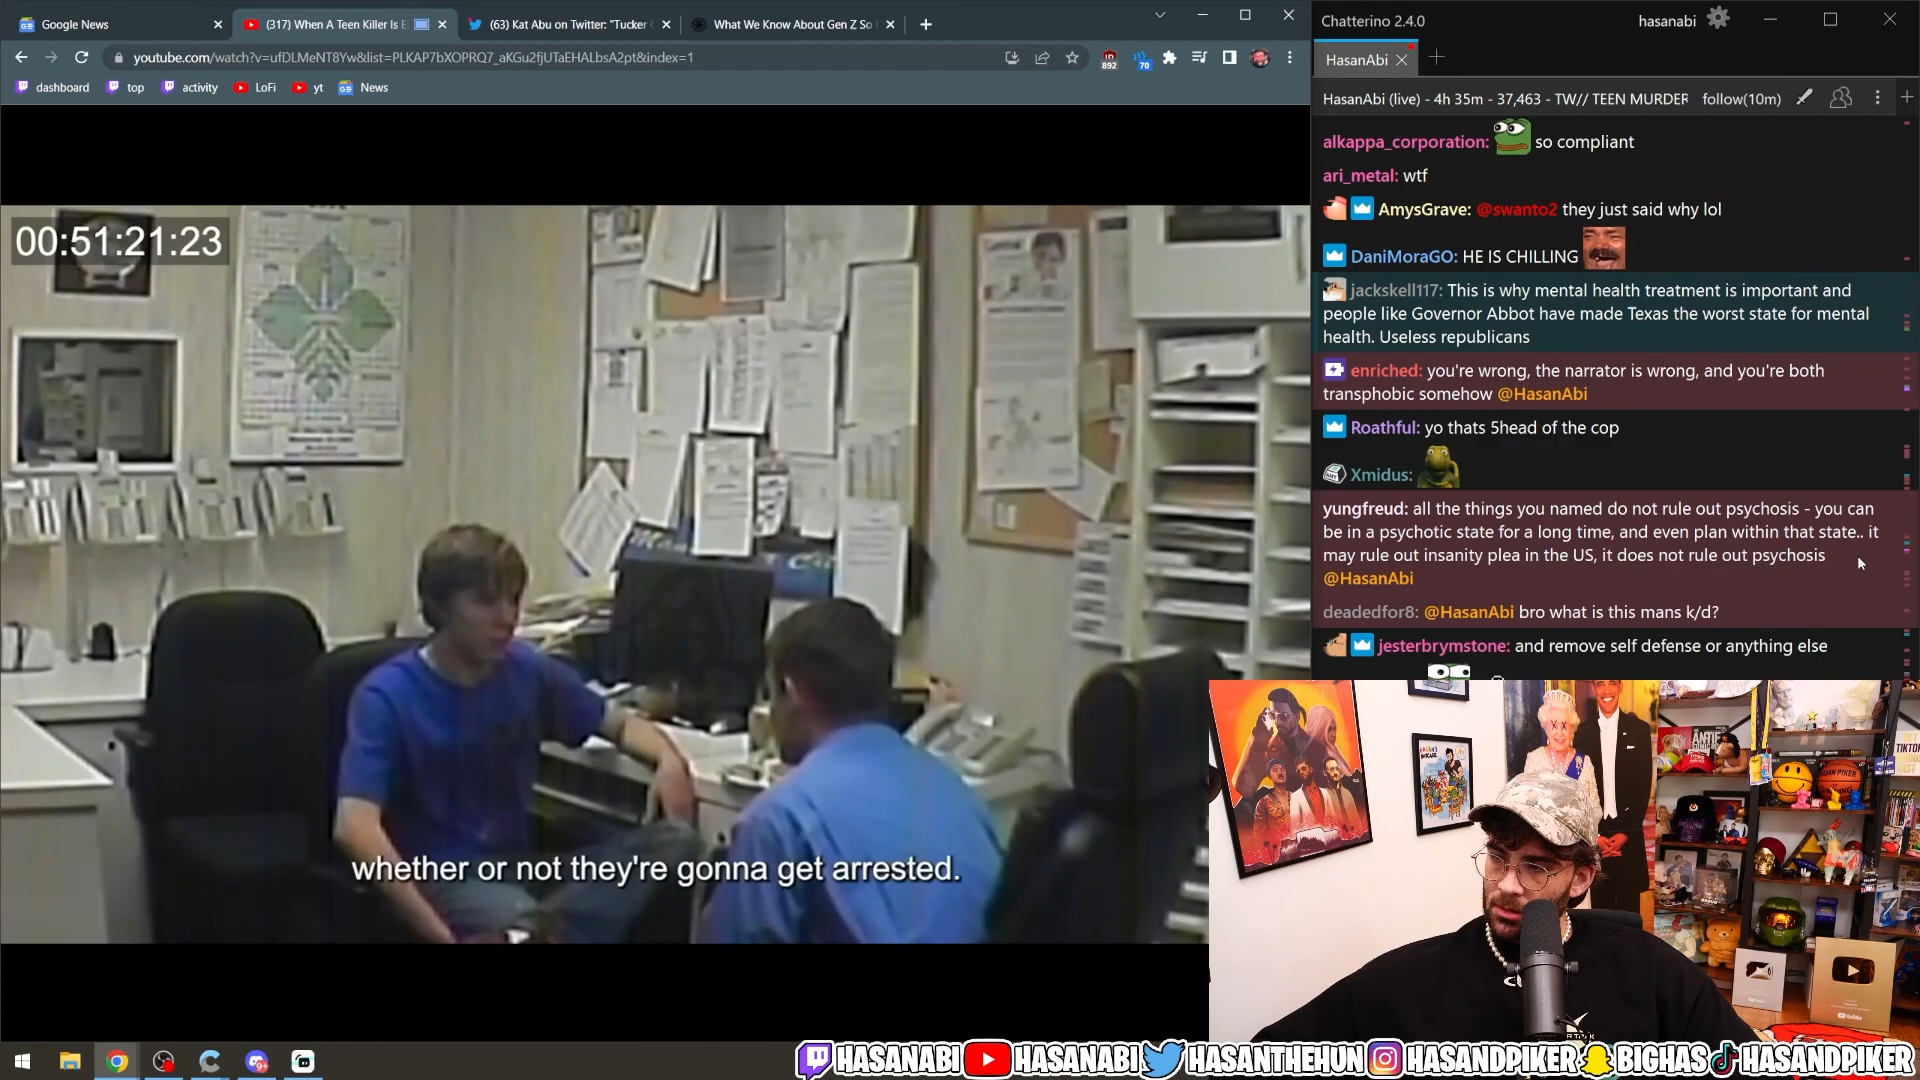 Google News
(317) When A Teen Killer Is E
(63) Kat Abu on Twitter: "Tucker
What We Know About Gen Z So
youtube.com/watch?v=ufDLMeNT8Yw&list=PLKAP7bXOPRQ7_aKGu2fjUTaEHALbsA2pt&index=1
892
70
dashboard
top
activity
LoFi
yt
News
00:51:21:23
whether or not they're gonna get arrested.
Chatterino 2.4.0
hasanabi
HasanAbi
HasanAbi (live) - 4h 35m - 37,463 - TW// TEEN MURDER
follow(10m)
alkappa_corporation: so compliant
ari_metal: wtf
AmysGrave: @swanto2 they just said why lol
DaniMoraGO: HE IS CHILLING
jackskell117: This is why mental health treatment is important and
people like Governor Abbot have made Texas the worst state for mental
health. Useless republicans
enriched: you're wrong, the narrator is wrong, and you're both
transphobic somehow @HasanAbi
Roathful: yo thats 5head of the cop
Xmidus:
yungfreud: all the things you named do not rule out psychosis - you can
be in a psychotic state for a long time, and even plan within that state.. it
may rule out insanity plea in the US, it does not rule out psychosis
@HasanAbi
deadedfor8: @HasanAbi bro what is this mans k/d?
jesterbrymstone: and remove self defense or anything else
HASANABI
HASANABI
HASANTHEHUN
HASANDPIKER
BIGHAS
HASANDPIKER